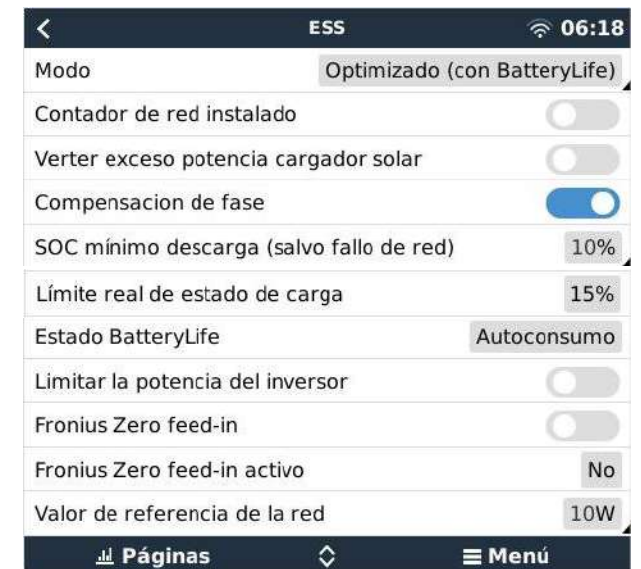 ESS 06:18
Modo Optimizado (con BatteryLife)
Contador de red instalado
Verter exceso potencia cargador solar
Compensacion de fase
SOC mínimo descarga (salvo fallo de red) 10%
Límite real de estado de carga 15%
Estado BatteryLife Autoconsumo
Limitar la potencia del inversor
Fronius Zero feed-in
Fronius Zero feed-in activo No
Valor de referencia de la red 10W
Páginas Menú